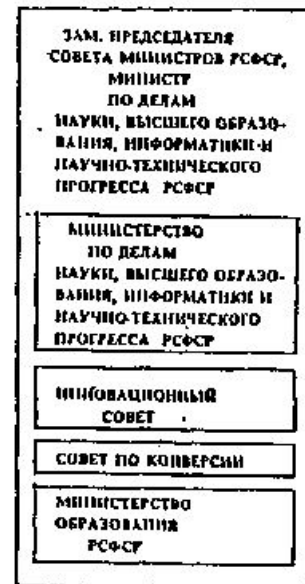 ЗАМ. ПРЕДСЕДАТЕЛЯ
СОВЕТА МИНИСТРОВ РСФСР,
МИНИСТР
ПО ДЕЛАМ
НАУКИ, ВЫСШЕГО ОБРАЗО-
ВАНИЯ, ИНФОРМАТИКИ И
НАУЧНО-ТЕХНИЧЕСКОГО
ПРОГРЕССА РСФСР
МИНИСТЕРСТВО
ПО ДЕЛАМ
НАУКИ, ВЫСШЕГО ОБРАЗО-
ВАНИЯ, ИНФОРМАТИКИ И
НАУЧНО-ТЕХНИЧЕСКОГО
ПРОГРЕССА РСФСР
ИННОВАЦИОННЫЙ
СОВЕТ
СОВЕТ ПО КОНВЕРСИИ
МИНИСТЕРСТВО
ОБРАЗОВАНИЯ
РСФСР